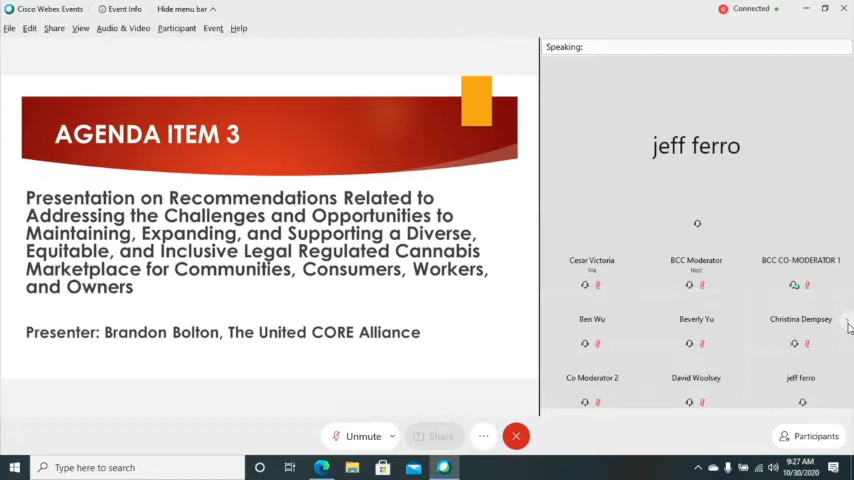 Cisco Webex Events
Event Info
Hide menu bar
Connected
File Edit Share View Audio & Video Participant Event Help
AGENDA ITEM 3
Presentation on Recommendations Related to
Addressing the Challenges and Opportunities to
Maintaining, Expanding, and Supporting a Diverse,
Equitable, and Inclusive Legal Regulated Cannabis
Marketplace for Communities, Consumers, Workers,
and Owners
Presenter: Brandon Bolton, The United CORE Alliance
Speaking:
jeff ferro
Cesar Victoria
Me
BCC Moderator
Host
BCC CO-MODERATOR 1
Ben Wu
Beverly Yu
Christina Dempsey
Co Moderator 2
David Woolsey
jeff ferro
Unmute
Share
Participants
Type here to search
9:27 AM
10/30/2020